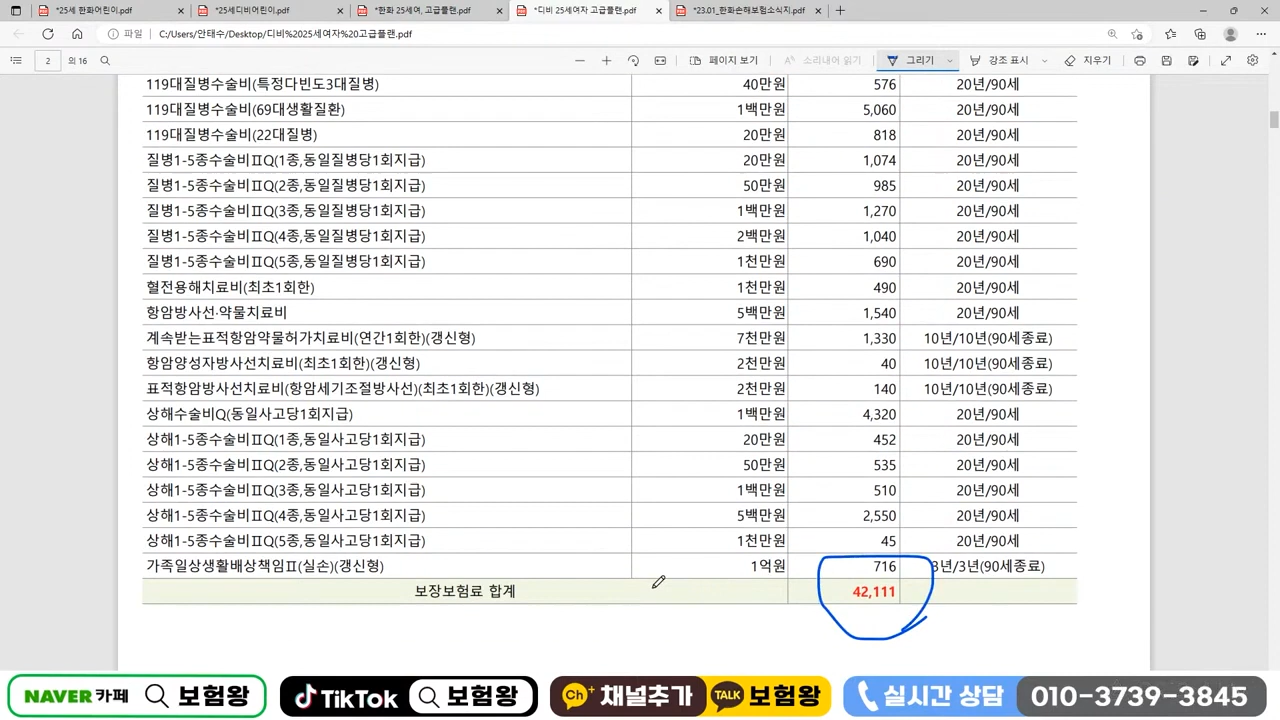 *25세 한화어린이.pdf
*25세디비어린이.pdf
*한화 25세여, 고급플랜.pdf
*디비 25세여자 고급플랜.pdf
*23.01_한화손해보험소식지.pdf
파일 C:/Users/안태수/Desktop/디비%2025세여자%20고급플랜.pdf
2 의 16 페이지 보기 소리내어 읽기 그리기 강조 표시 지우기
119대질병수술비(특정다빈도3대질병) 40만원 576 20년/90세
119대질병수술비(69대생활질환) 1백만원 5,060 20년/90세
119대질병수술비(22대질병) 20만원 818 20년/90세
질병1-5종수술비ⅡQ(1종,동일질병당1회지급) 20만원 1,074 20년/90세
질병1-5종수술비ⅡQ(2종,동일질병당1회지급) 50만원 985 20년/90세
질병1-5종수술비ⅡQ(3종,동일질병당1회지급) 1백만원 1,270 20년/90세
질병1-5종수술비ⅡQ(4종,동일질병당1회지급) 2백만원 1,040 20년/90세
질병1-5종수술비ⅡQ(5종,동일질병당1회지급) 1천만원 690 20년/90세
혈전용해치료비(최초1회한) 1천만원 490 20년/90세
항암방사선·약물치료비 5백만원 1,540 20년/90세
계속받는표적항암약물허가치료비(연간1회한)(갱신형) 7천만원 1,330 10년/10년(90세종료)
항암양성자방사선치료비(최초1회한)(갱신형) 2천만원 40 10년/10년(90세종료)
표적항암방사선치료비(항암세기조절방사선)(최초1회한)(갱신형) 2천만원 140 10년/10년(90세종료)
상해수술비Q(동일사고당1회지급) 1백만원 4,320 20년/90세
상해1-5종수술비ⅡQ(1종,동일사고당1회지급) 20만원 452 20년/90세
상해1-5종수술비ⅡQ(2종,동일사고당1회지급) 50만원 535 20년/90세
상해1-5종수술비ⅡQ(3종,동일사고당1회지급) 1백만원 510 20년/90세
상해1-5종수술비ⅡQ(4종,동일사고당1회지급) 5백만원 2,550 20년/90세
상해1-5종수술비ⅡQ(5종,동일사고당1회지급) 1천만원 45 20년/90세
가족일상생활배상책임Ⅱ(실손)(갱신형) 1억원 716 3년/3년(90세종료)
보장보험료 합계 42,111
NAVER 카페 보험왕 TikTok 보험왕 Ch+ 채널추가 TALK 보험왕 실시간 상담 010-3739-3845